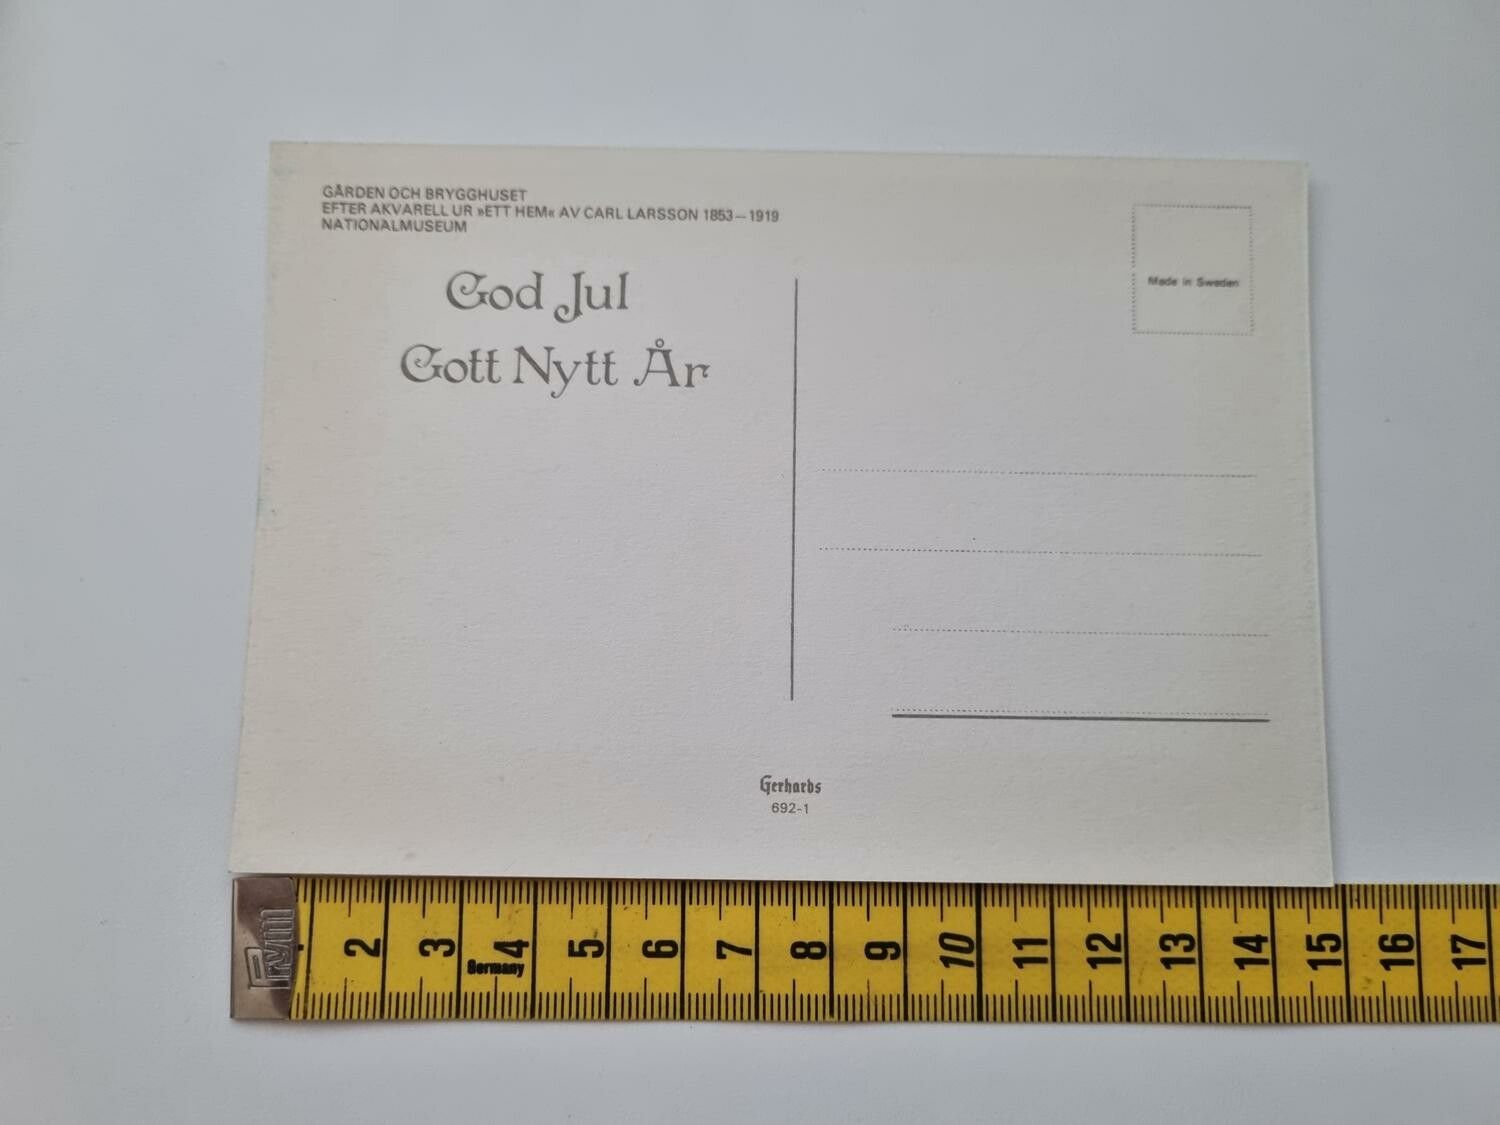 GÅRDEN OCH BRYGGHUSET
EFTER AKVARELL UR »ETT HEM« AV CARL LARSSON 1853–1919
NATIONALMUSEUM
God Jul
Gott Nytt År
Made in Sweden
Gerhards
692-1
Prym
2 3 4 5 6 7 8 9 10 11 12 13 14 15 16 17
Germany